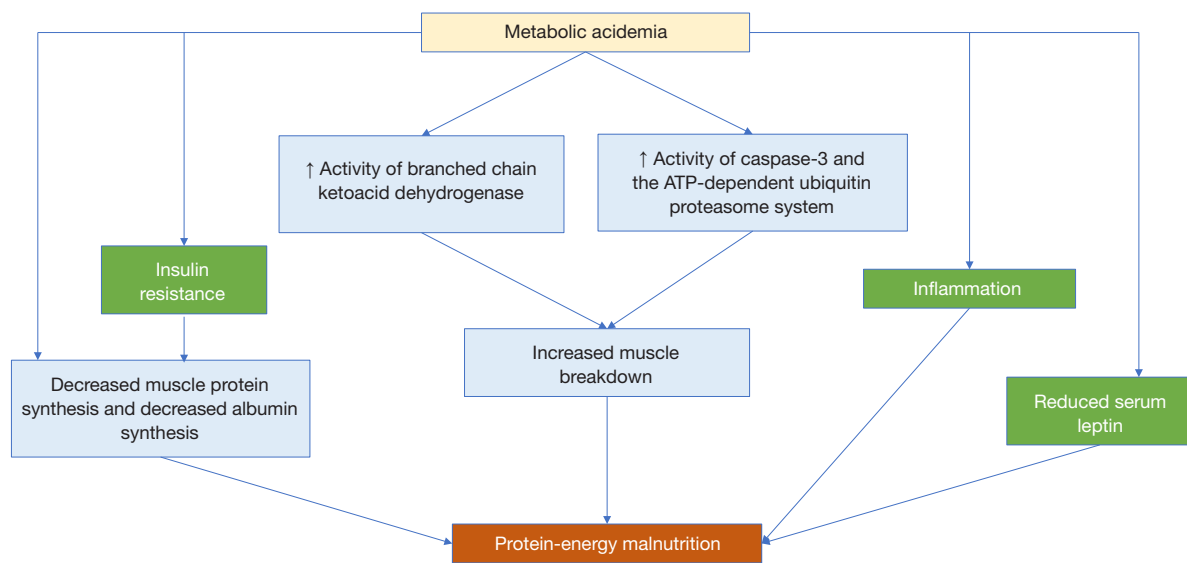 Metabolic acidemia
↑ Activity of branched chain
ketoacid dehydrogenase
↑ Activity of caspase-3 and
the ATP-dependent ubiquitin
proteasome system
Insulin
resistance
Inflammation
Increased muscle
breakdown
Decreased muscle protein
synthesis and decreased albumin
synthesis
Reduced serum
leptin
Protein-energy malnutrition